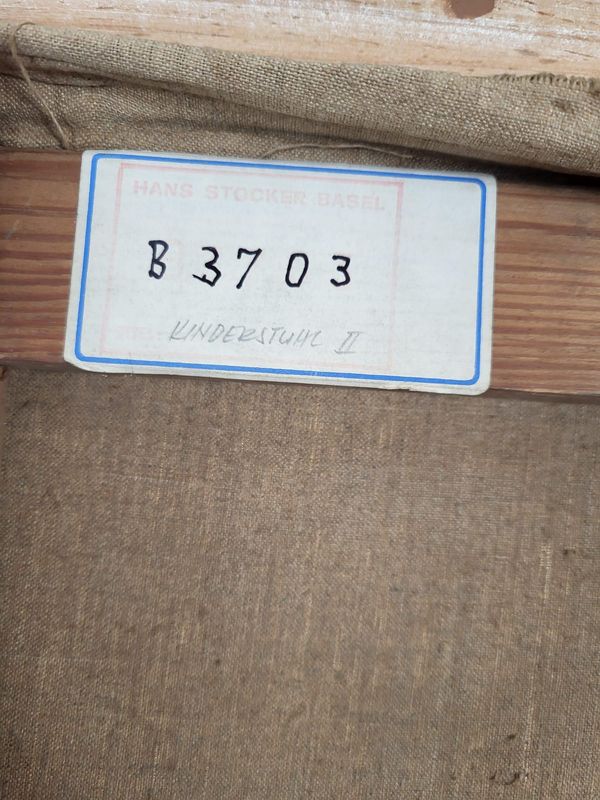 HANS STOCKER BASEL
B 3703
KINDERSTUHL II